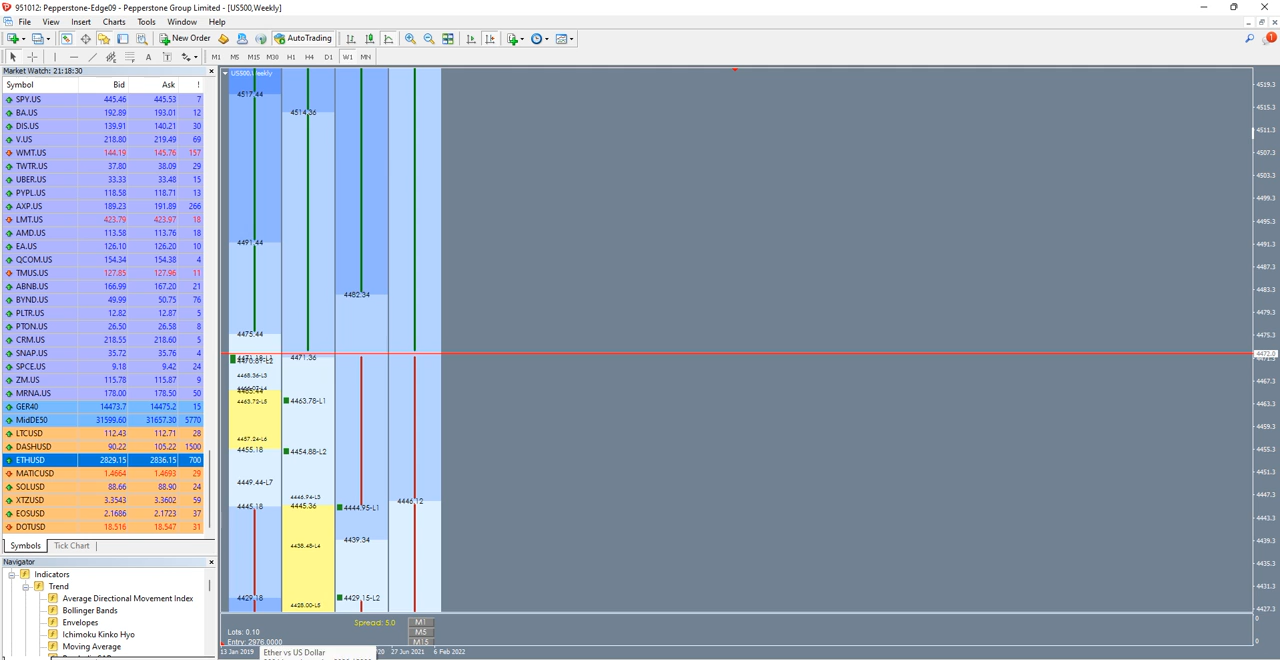 951012: Pepperstone-Edge09 - Pepperstone Group Limited - [US500,Weekly]
File View Insert Charts Tools Window Help
New Order AutoTrading
1
A T M1 M5 M15 M30 H1 H4 D1 W1 MN
Market Watch: 21:18:30
Symbol Bid Ask !
SPY.US 445.46 445.53 7
BA.US 192.89 193.01 12
DIS.US 139.91 140.21 30
V.US 218.80 219.49 69
WMT.US 144.19 145.76 157
TWTR.US 37.80 38.09 29
UBER.US 33.33 33.48 15
PYPL.US 118.58 118.71 13
AXP.US 189.23 191.89 266
LMT.US 423.79 423.97 18
AMD.US 113.58 113.76 18
EA.US 126.10 126.20 10
QCOM.US 154.34 154.38 4
TMUS.US 127.85 127.96 11
ABNB.US 166.99 167.20 21
BYND.US 49.99 50.75 76
PLTR.US 12.82 12.87 5
PTON.US 26.50 26.58 8
CRM.US 218.55 218.60 5
SNAP.US 35.72 35.76 4
SPCE.US 9.18 9.42 24
ZM.US 115.78 115.87 9
MRNA.US 178.00 178.50 50
GER40 14473.7 14475.2 15
MidDE50 31599.60 31657.30 5770
LTCUSD 112.43 112.71 28
DASHUSD 90.22 105.22 1500
ETHUSD 2829.15 2836.15 700
MATICUSD 1.4664 1.4693 29
SOLUSD 88.66 88.90 24
XTZUSD 3.3543 3.3602 59
EOSUSD 2.1686 2.1723 37
DOTUSD 18.516 18.547 31
Symbols Tick Chart
Navigator
Indicators
Trend
Average Directional Movement Index
Bollinger Bands
Envelopes
Ichimoku Kinko Hyo
Moving Average
US500,Weekly
4517.44
4514.36
4491.44
4482.34
4475.44
4471.36
4468.36-L3
4463.72-L5
4463.78-L1
4457.24-L6
4455.18
4454.88-L2
4449.44-L7
4446.94-L3
4446.12
4445.18
4445.36
4444.95-L1
4439.34
4438.48-L4
4429.18
4428.00-L5
4429.15-L2
4519.3
4515.3
4511.3
4507.3
4503.3
4499.3
4495.3
4491.3
4487.3
4483.3
4479.3
4475.3
4472.0
4467.3
4463.3
4459.3
4455.3
4451.3
4447.3
4443.3
4439.3
4435.3
4431.3
4427.3
0
0
Spread: 5.0
M1
M5
M15
Lots: 0.10
Entry: 2976.0000
13 Jan 2019
Ether vs US Dollar
27 Jun 2021
6 Feb 2022